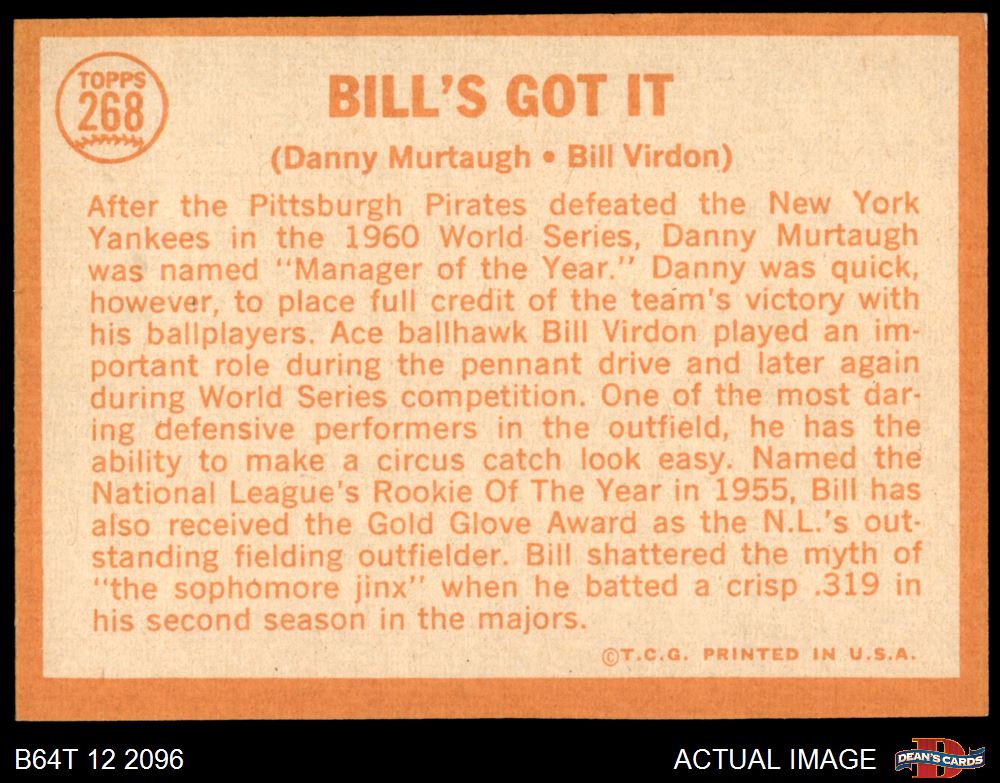 TOPPS
268
BILL'S GOT IT
(Danny Murtaugh • Bill Virdon)
After the Pittsburgh Pirates defeated the New York
Yankees in the 1960 World Series, Danny Murtaugh
was named "Manager of the Year." Danny was quick,
however, to place full credit of the team's victory with
his ballplayers. Ace ballhawk Bill Virdon played an im-
portant role during the pennant drive and later again
during World Series competition. One of the most dar-
ing defensive performers in the outfield, he has the
ability to make a circus catch look easy. Named the
National League's Rookie Of The Year in 1955, Bill has
also received the Gold Glove Award as the N.L.'s out-
standing fielding outfielder. Bill shattered the myth of
"the sophomore jinx" when he batted a crisp .319 in
his second season in the majors.
©T.C.G. PRINTED IN U.S.A.
B64T 12 2096
ACTUAL IMAGE
D
DEAN'S CARDS